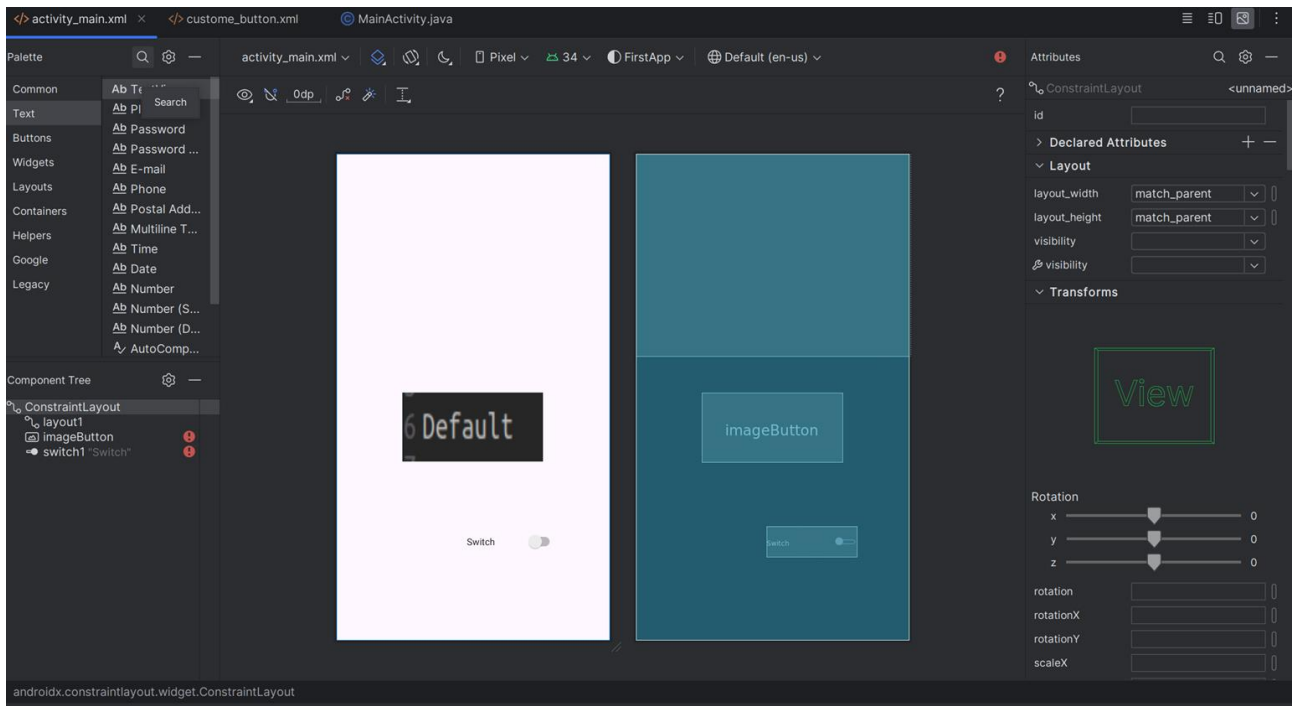 activity_main.xml
custome_button.xml
MainActivity.java
Palette
activity_main.xml
Pixel
34
FirstApp
Default (en-us)
Attributes
Common
Text
Buttons
Widgets
Layouts
Containers
Helpers
Google
Legacy
Ab
Search
Ab
Ab Password
Ab Password ...
Ab E-mail
Ab Phone
Ab Postal Add...
Ab Multiline T...
Ab Time
Ab Date
Ab Number
Ab Number (S...
Ab Number (D...
AutoComp...
0dp
?
ConstraintLayout <unnamed>
id
Declared Attributes
Layout
layout_width match_parent
layout_height match_parent
visibility
visibility
Transforms
View
Component Tree
ConstraintLayout
layout1
imageButton
switch1 "Switch"
6 Default
Switch
imageButton
Switch
Rotation
x 0
y 0
z 0
rotation
rotationX
rotationY
scaleX
androidx.constraintlayout.widget.ConstraintLayout